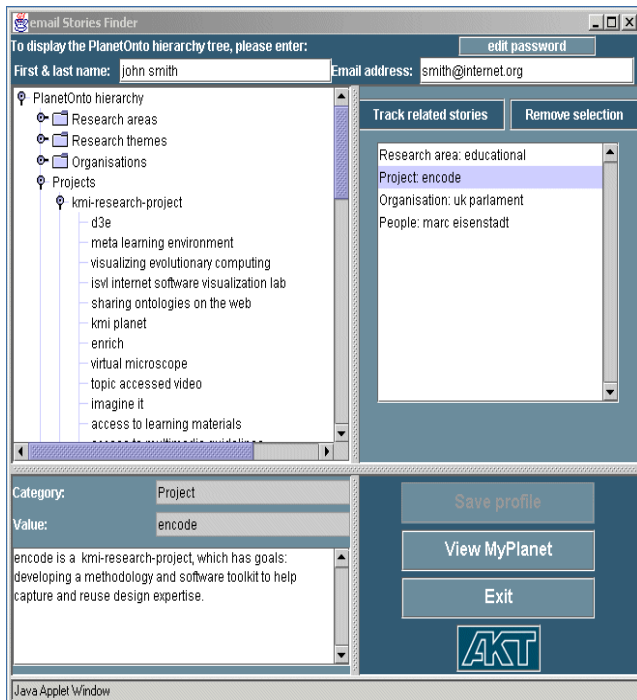 email Stories Finder
To display the PlanetOnto hierarchy tree, please enter:
edit password
First & last name: john smith Email address: smith@internet.org
PlanetOnto hierarchy
Research areas
Research themes
Organisations
Projects
kmi-research-project
d3e
meta learning environment
visualizing evolutionary computing
isvl internet software visualization lab
sharing ontologies on the web
kmi planet
enrich
virtual microscope
topic accessed video
imagine it
access to learning materials
access to multimedia guidelines
Track related stories Remove selection
Research area: educational
Project: encode
Organisation: uk parlament
People: marc eisenstadt
Category: Project
Value: encode
encode is a kmi-research-project, which has goals:
developing a methodology and software toolkit to help
capture and reuse design expertise.
Save profile
View MyPlanet
Exit
AKT
Java Applet Window